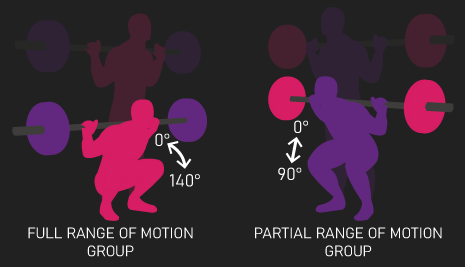 0°
140°
FULL RANGE OF MOTION
GROUP
0°
90°
PARTIAL RANGE OF MOTION
GROUP